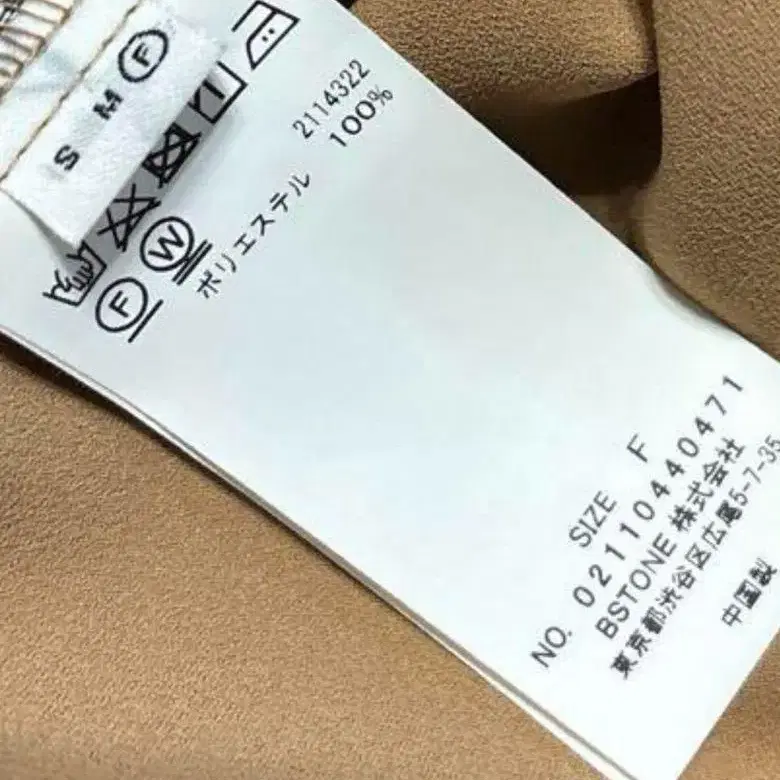 S M F
F W
2114322
ポリエステル 100%
SIZE F
NO. 02110440471
BSTONE 株式会社
東京都渋谷区広尾5-7-35
中国製